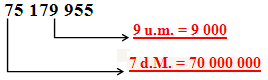 75 179 955
9 u.m. = 9 000
7 d.M. = 70 000 000